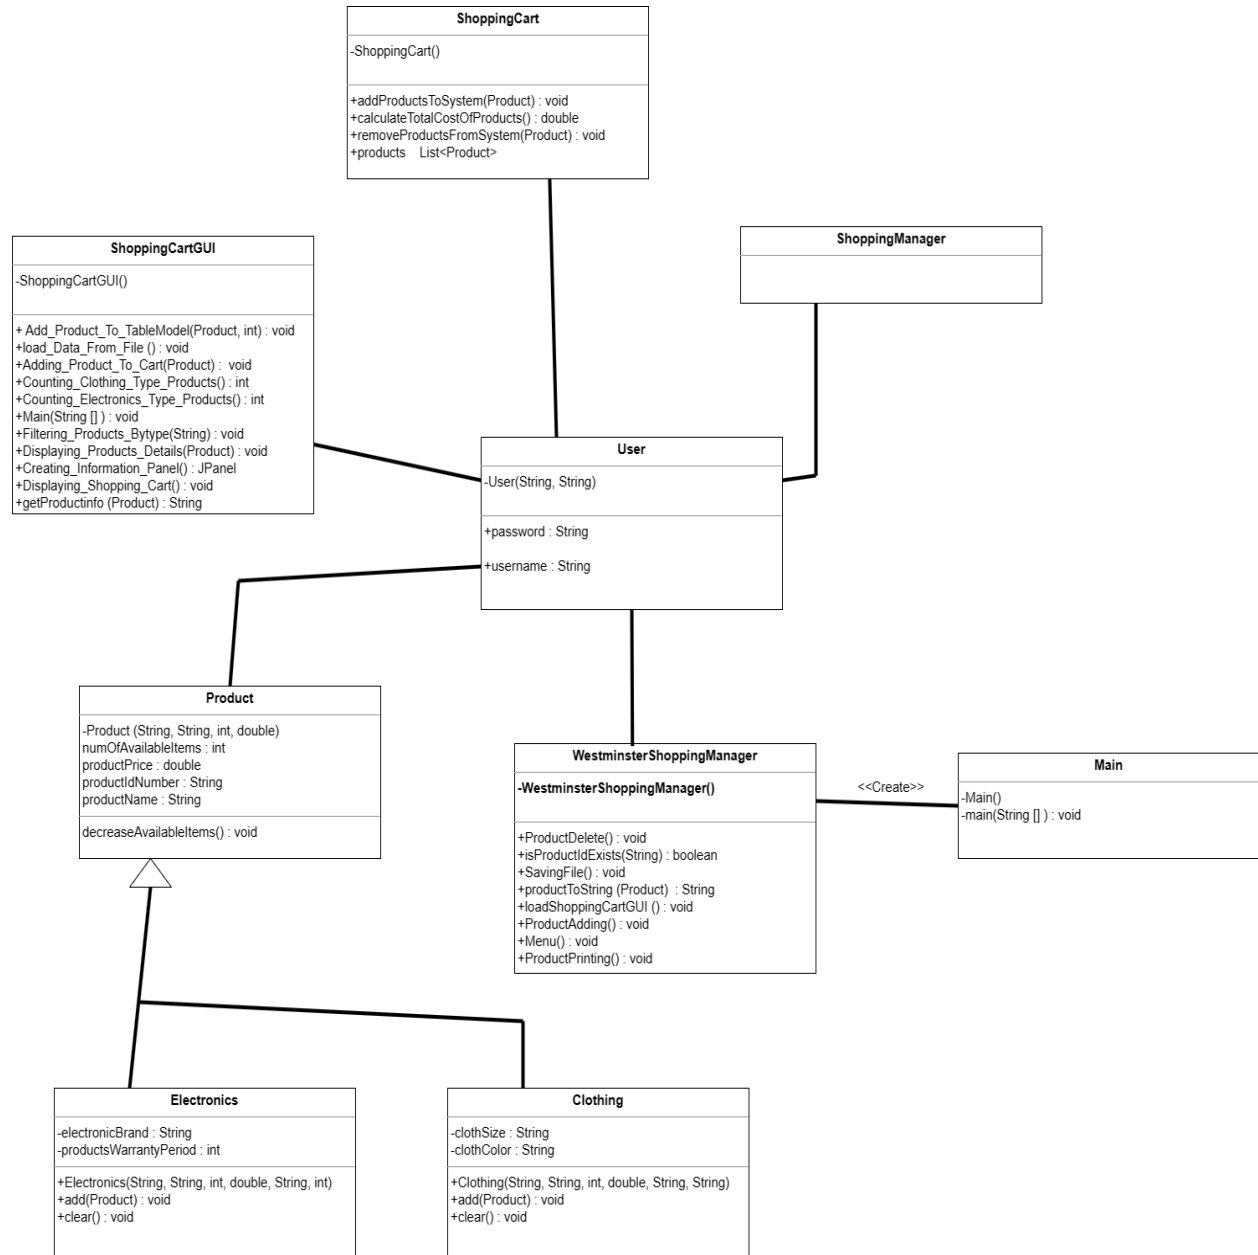 ShoppingCart
-ShoppingCart()
+addProductsToSystem(Product) : void
+calculateTotalCostOfProducts() : double
+removeProductsFromSystem(Product) : void
+products    List<Product>
ShoppingCartGUI
-ShoppingCartGUI()
+ Add_Product_To_TableModel(Product, int) : void
+load_Data_From_File () : void
+Adding_Product_To_Cart(Product) :  void
+Counting_Clothing_Type_Products() : int
+Counting_Electronics_Type_Products() : int
+Main(String [] ) : void
+Filtering_Products_Bytype(String) : void
+Displaying_Products_Details(Product) : void
+Creating_Information_Panel() : JPanel
+Displaying_Shopping_Cart() : void
+getProductinfo (Product) : String
ShoppingManager
User
-User(String, String)
+password : String
+username : String
Product
-Product (String, String, int, double)
numOfAvailableItems : int
productPrice : double
productIdNumber : String
productName : String
decreaseAvailableItems() : void
WestminsterShoppingManager
-WestminsterShoppingManager()
+ProductDelete() : void
+isProductIdExists(String) : boolean
+SavingFile() : void
+productToString (Product)  : String
+loadShoppingCartGUI () : void
+ProductAdding() : void
+Menu() : void
+ProductPrinting() : void
<<Create>>
Main
-Main()
-main(String [] ) : void
Electronics
-electronicBrand : String
-productsWarrantyPeriod : int
+Electronics(String, String, int, double, String, int)
+add(Product) : void
+clear() : void
Clothing
-clothSize : String
-clothColor : String
+Clothing(String, String, int, double, String, String)
+add(Product) : void
+clear() : void